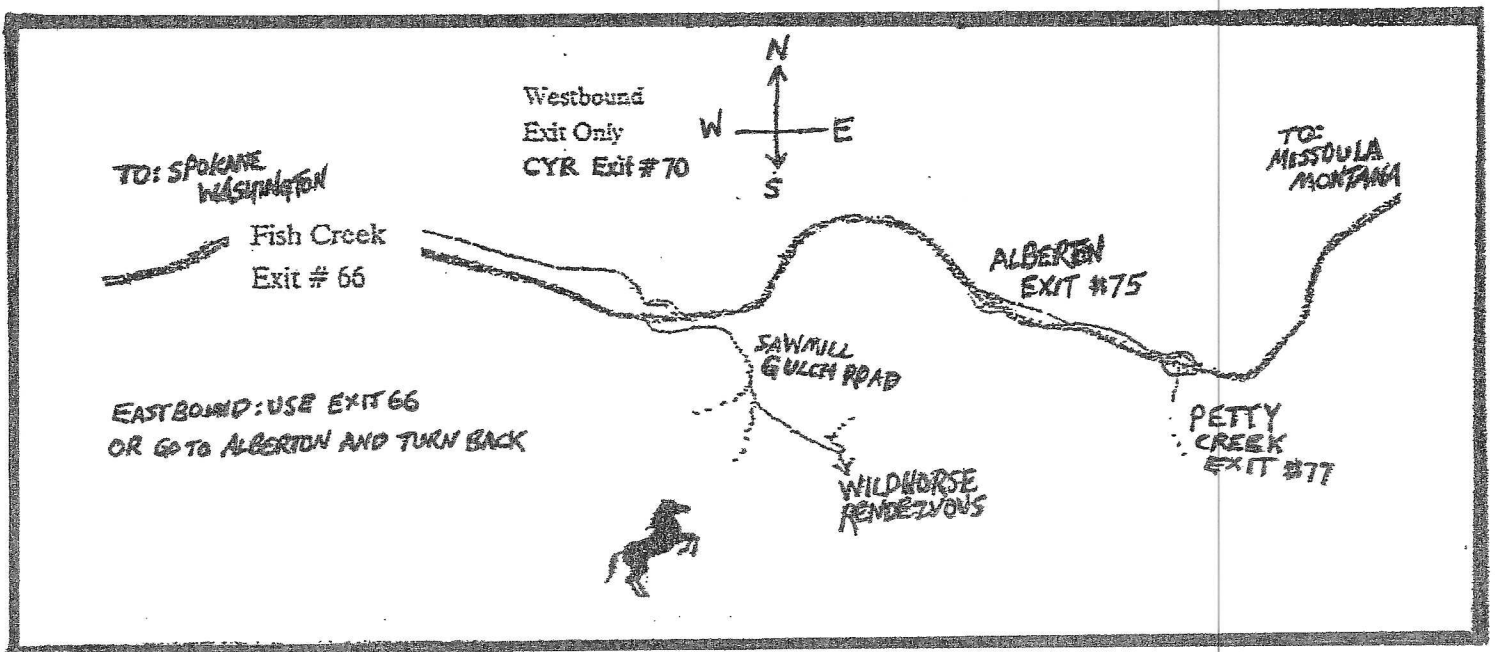 N
W E
S
Westbound
Exit Only
CYR Exit # 70
TO: SPOKANE
WASHINGTON
TO:
MISSOULA
MONTANA
Fish Creek
Exit # 66
ALBERTON
EXIT #75
SAWMILL
GULCH ROAD
EASTBOUND: USE EXIT 66
OR GO TO ALBERTON AND TURN BACK
PETTY
CREEK
EXIT #77
WILDHORSE
RENDEZVOUS